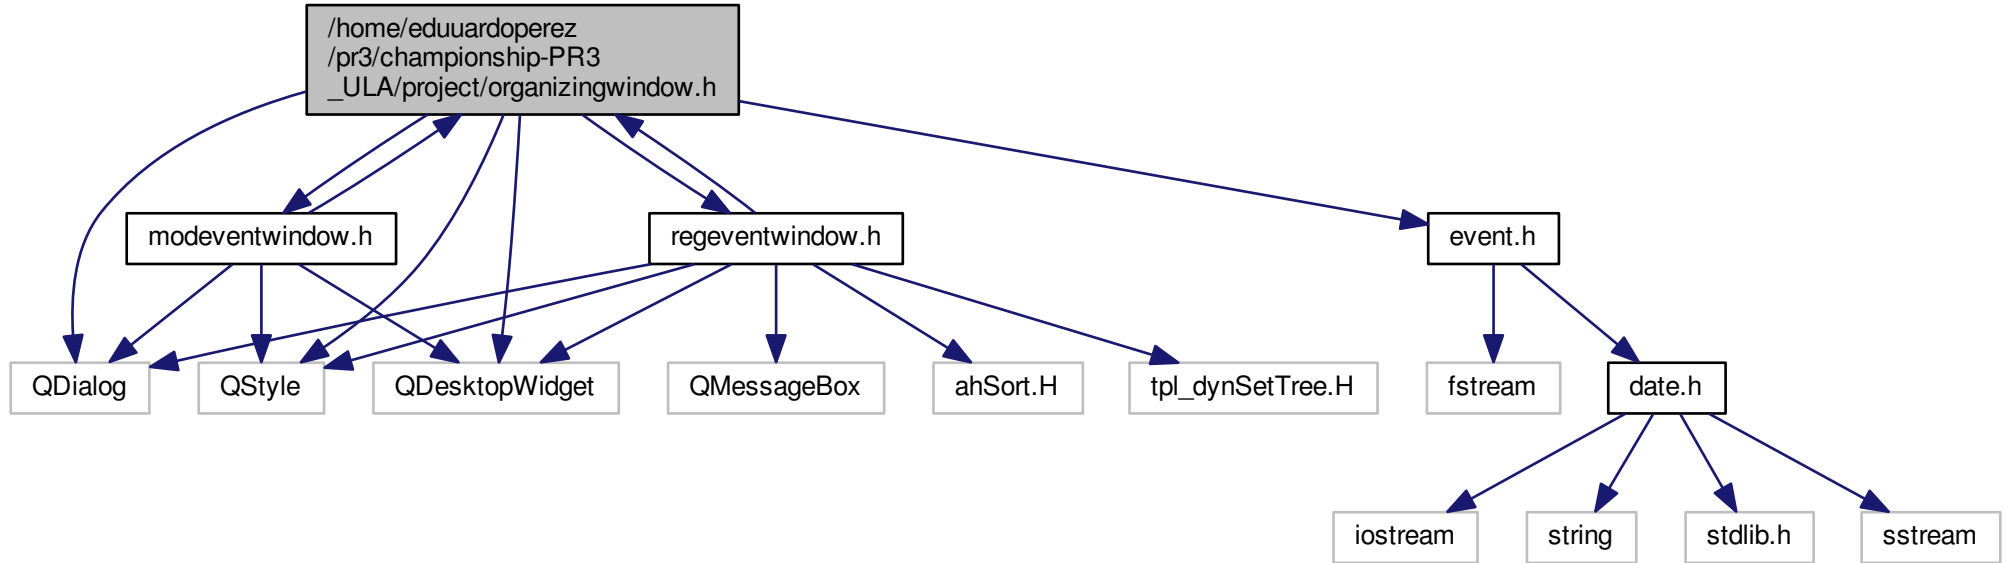 /home/eduuardoperez
/pr3/championship-PR3
_ULA/project/organizingwindow.h
modeventwindow.h
regeventwindow.h
event.h
QDialog
QStyle
QDesktopWidget
QMessageBox
ahSort.H
tpl_dynSetTree.H
fstream
date.h
iostream
string
stdlib.h
sstream